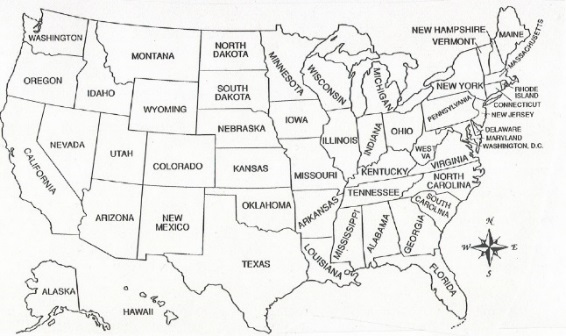 WASHINGTON
OREGON
IDAHO
MONTANA
WYOMING
NORTH
DAKOTA
SOUTH
DAKOTA
NEBRASKA
NEVADA
UTAH
COLORADO
KANSAS
CALIFORNIA
ARIZONA
NEW
MEXICO
OKLAHOMA
TEXAS
MINNESOTA
IOWA
MISSOURI
ARKANSAS
LOUISIANA
WISCONSIN
ILLINOIS
MICHIGAN
INDIANA
OHIO
KENTUCKY
TENNESSEE
MISSISSIPPI
ALABAMA
GEORGIA
FLORIDA
SOUTH
CAROLINA
NORTH
CAROLINA
VIRGINIA
WEST
VA
PENNSYLVANIA
NEW YORK
NEW HAMPSHIRE
VERMONT
MAINE
MASSACHUSETTS
RHODE
ISLAND
CONNECTICUT
NEW JERSEY
DELAWARE
MARYLAND
WASHINGTON, D.C.
ALASKA
HAWAII
N
W
E
S